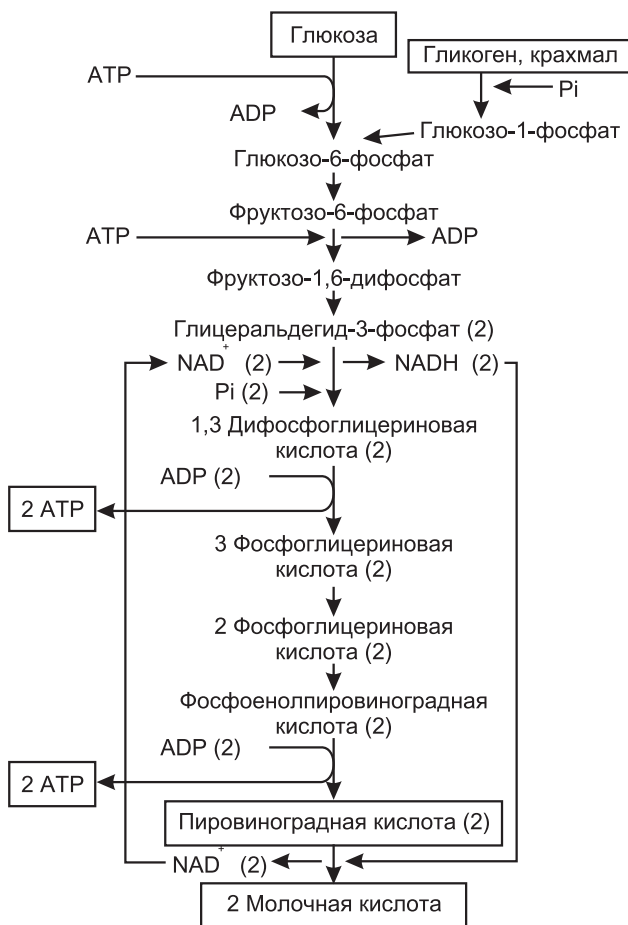 Глюкоза
Гликоген, крахмал
ATP
Pi
ADP
Глюкозо-1-фосфат
Глюкозо-6-фосфат
Фруктозо-6-фосфат
ATP
ADP
Фруктозо-1,6-дифосфат
Глицеральдегид-3-фосфат (2)
NAD+ (2)
NADH (2)
Pi (2)
1,3 Дифосфоглицериновая
кислота (2)
ADP (2)
2 ATP
3 Фосфоглицериновая
кислота (2)
2 Фосфоглицериновая
кислота (2)
Фосфоенолпировиноградная
кислота (2)
ADP (2)
2 ATP
Пировиноградная кислота (2)
NAD+ (2)
2 Молочная кислота